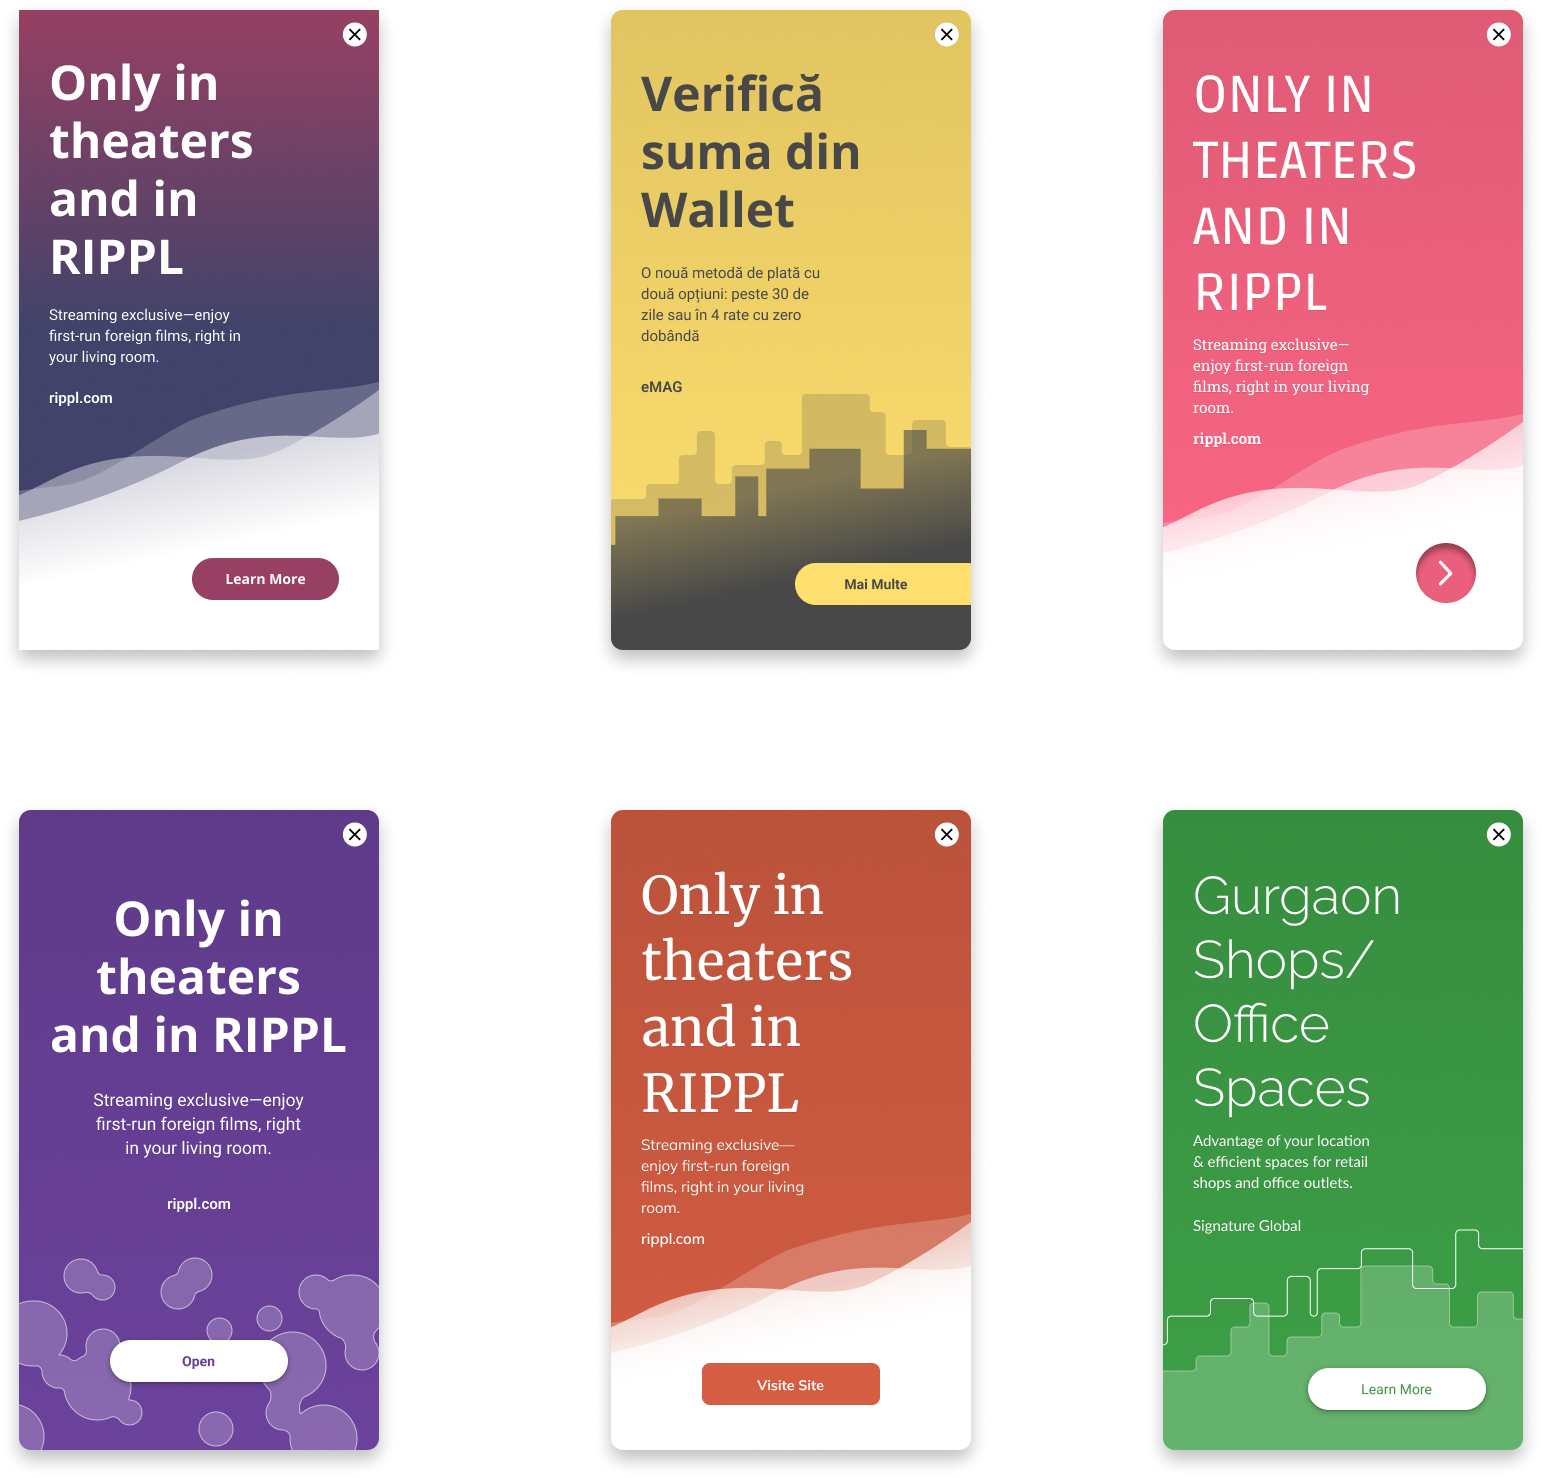 Only in
theaters
and in
RIPPL
Streaming exclusive—enjoy
first-run foreign films, right in
your living room.
rippl.com
Learn More
Verifică
suma din
Wallet
O nouă metodă de plată cu
două opțiuni: peste 30 de
zile sau în 4 rate cu zero
dobândă
eMAG
Mai Multe
ONLY IN
THEATERS
AND IN
RIPPL
Streaming exclusive—
enjoy first-run foreign
films, right in your living
room.
rippl.com
Only in
theaters
and in RIPPL
Streaming exclusive—enjoy
first-run foreign films, right
in your living room.
rippl.com
Open
Only in
theaters
and in
RIPPL
Streaming exclusive—
enjoy first-run foreign
films, right in your living
room.
rippl.com
Visite Site
Gurgaon
Shops/
Office
Spaces
Advantage of your location
& efficient spaces for retail
shops and office outlets.
Signature Global
Learn More